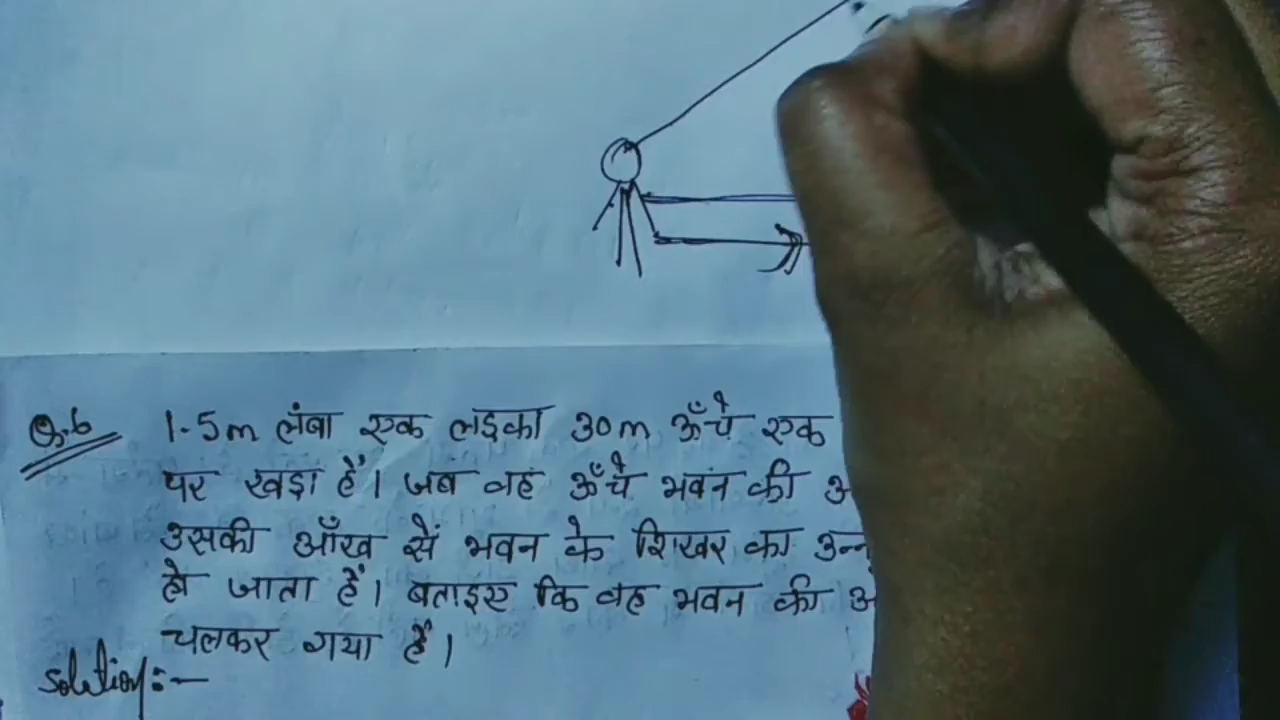 Q.6 1.5m लंबा एक लड़का 30m ऊँचे एक
पर खड़ा हैं। जब वह ऊँचे भवन की
उसकी आँख सें भवन के शिखर का
हो जाता हैं। बताइए कि वह भवन की
चलकर गया हैं।
Solution:-